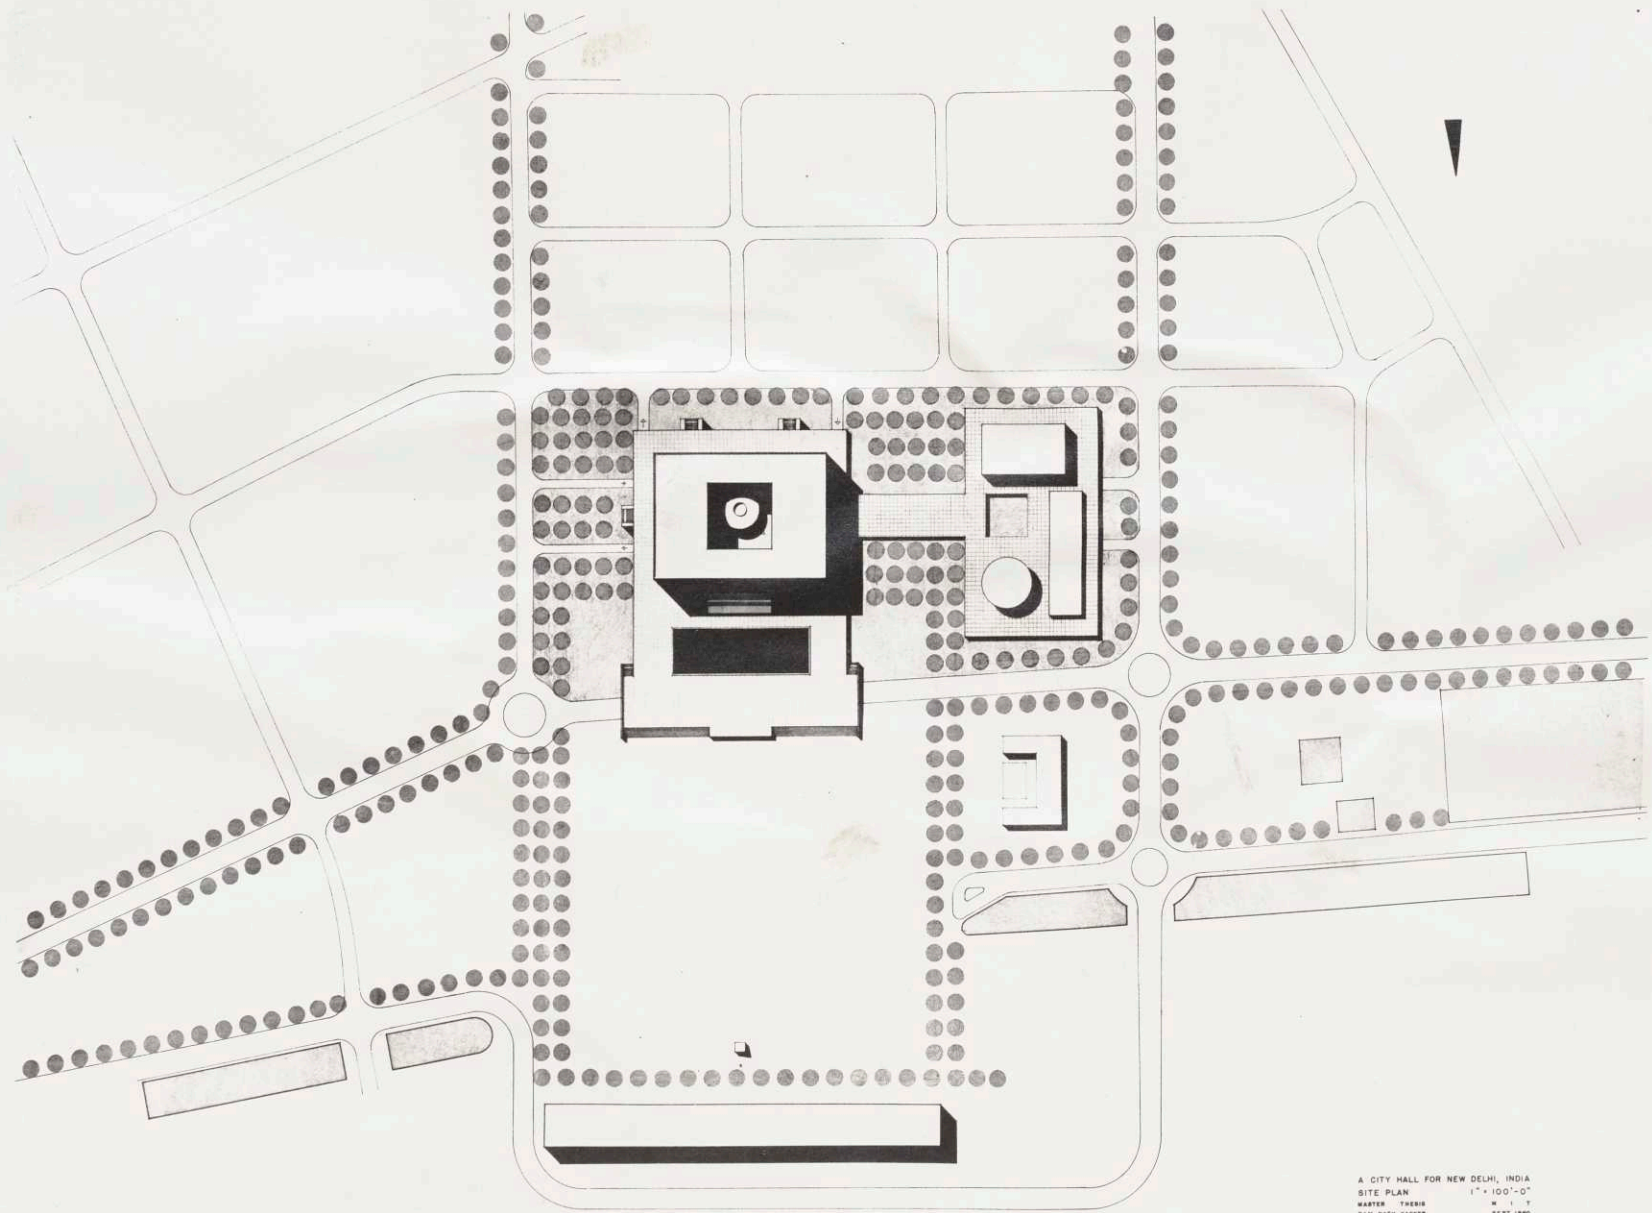 A CITY HALL FOR NEW DELHI, INDIA
SITE PLAN 1" = 100'-0"
MASTER THESIS M I T